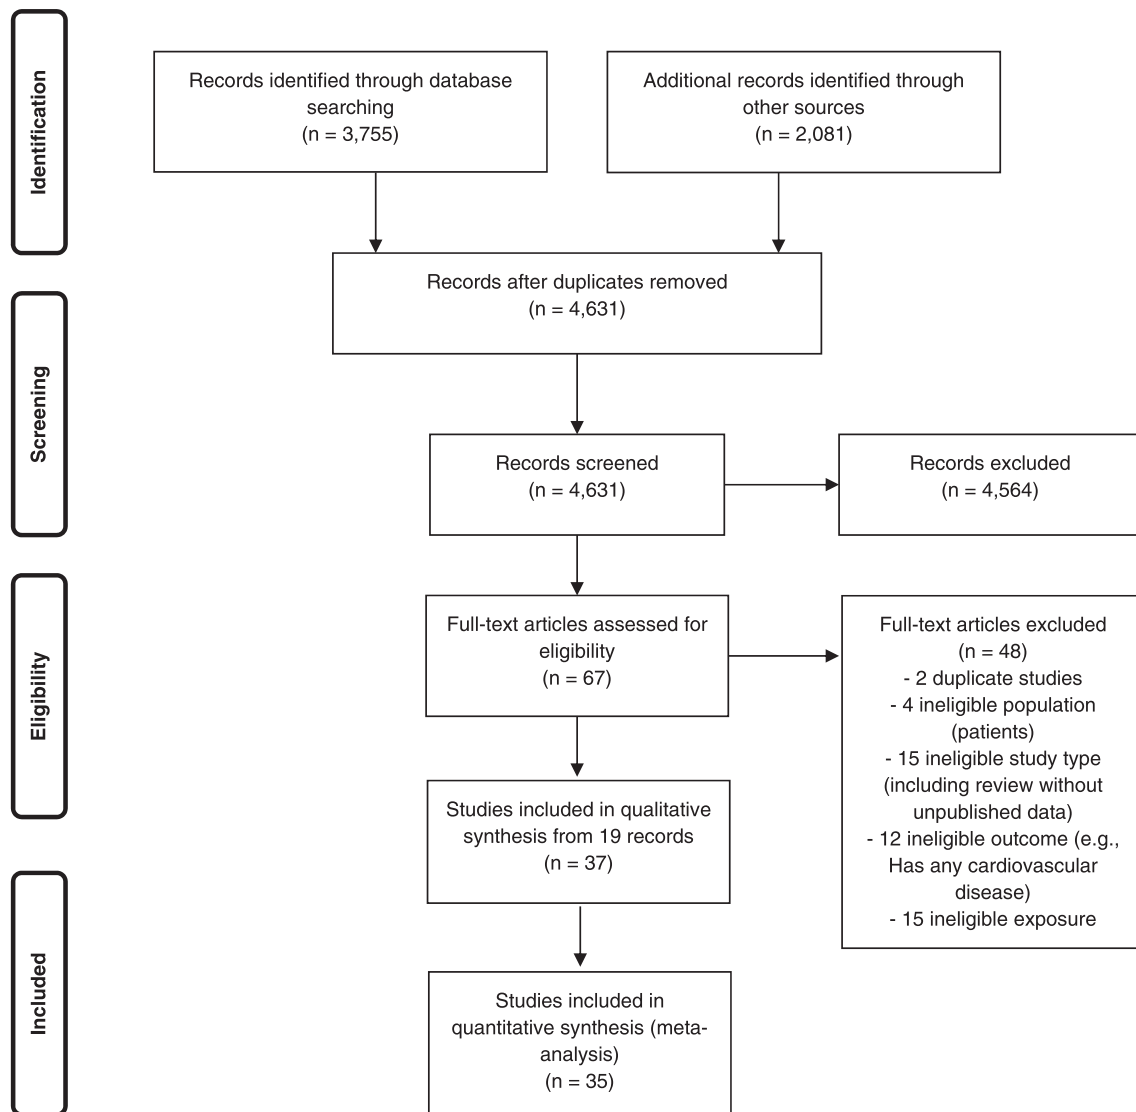 Identification
Records identified through database
searching
(n = 3,755)
Additional records identified through
other sources
(n = 2,081)
Records after duplicates removed
(n = 4,631)
Screening
Records screened
(n = 4,631)
Records excluded
(n = 4,564)
Eligibility
Full-text articles assessed for
eligibility
(n = 67)
Full-text articles excluded
(n = 48)
- 2 duplicate studies
- 4 ineligible population
(patients)
- 15 ineligible study type
(including review without
unpublished data)
- 12 ineligible outcome (e.g.,
Has any cardiovascular
disease)
- 15 ineligible exposure
Studies included in qualitative
synthesis from 19 records
(n = 37)
Included
Studies included in
quantitative synthesis (meta-
analysis)
(n = 35)